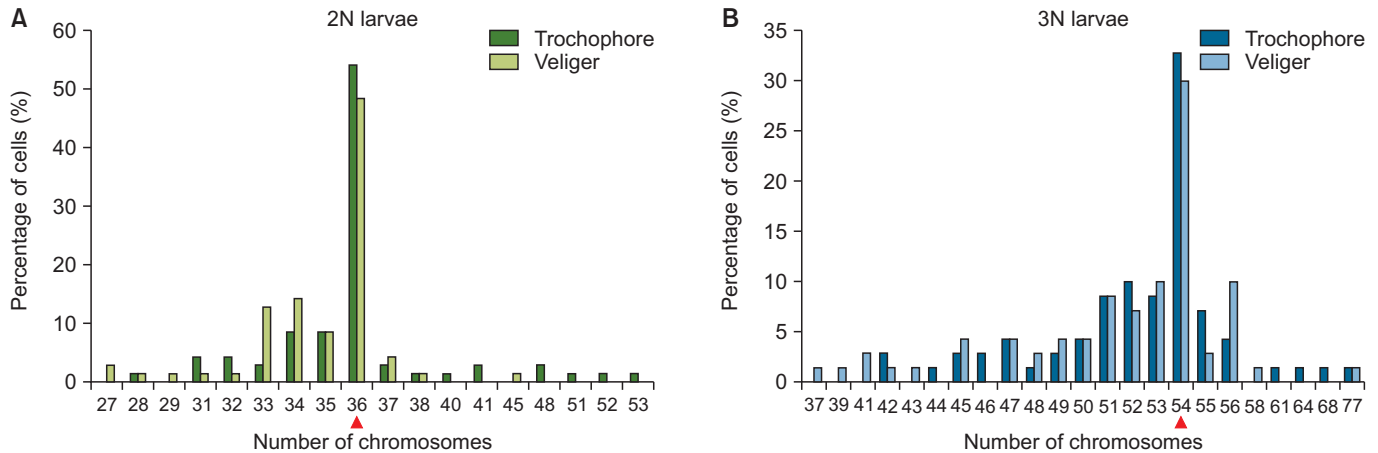 A
2N larvae
Percentage of cells (%)
60
50
40
30
20
10
0
Trochophore
Veliger
27 28 29 31 32 33 34 35 36 37 38 40 41 45 48 51 52 53
Number of chromosomes
B
3N larvae
Percentage of cells (%)
35
30
25
20
15
10
5
0
Trochophore
Veliger
37 39 41 42 43 44 45 46 47 48 49 50 51 52 53 54 55 56 58 61 64 68 77
Number of chromosomes